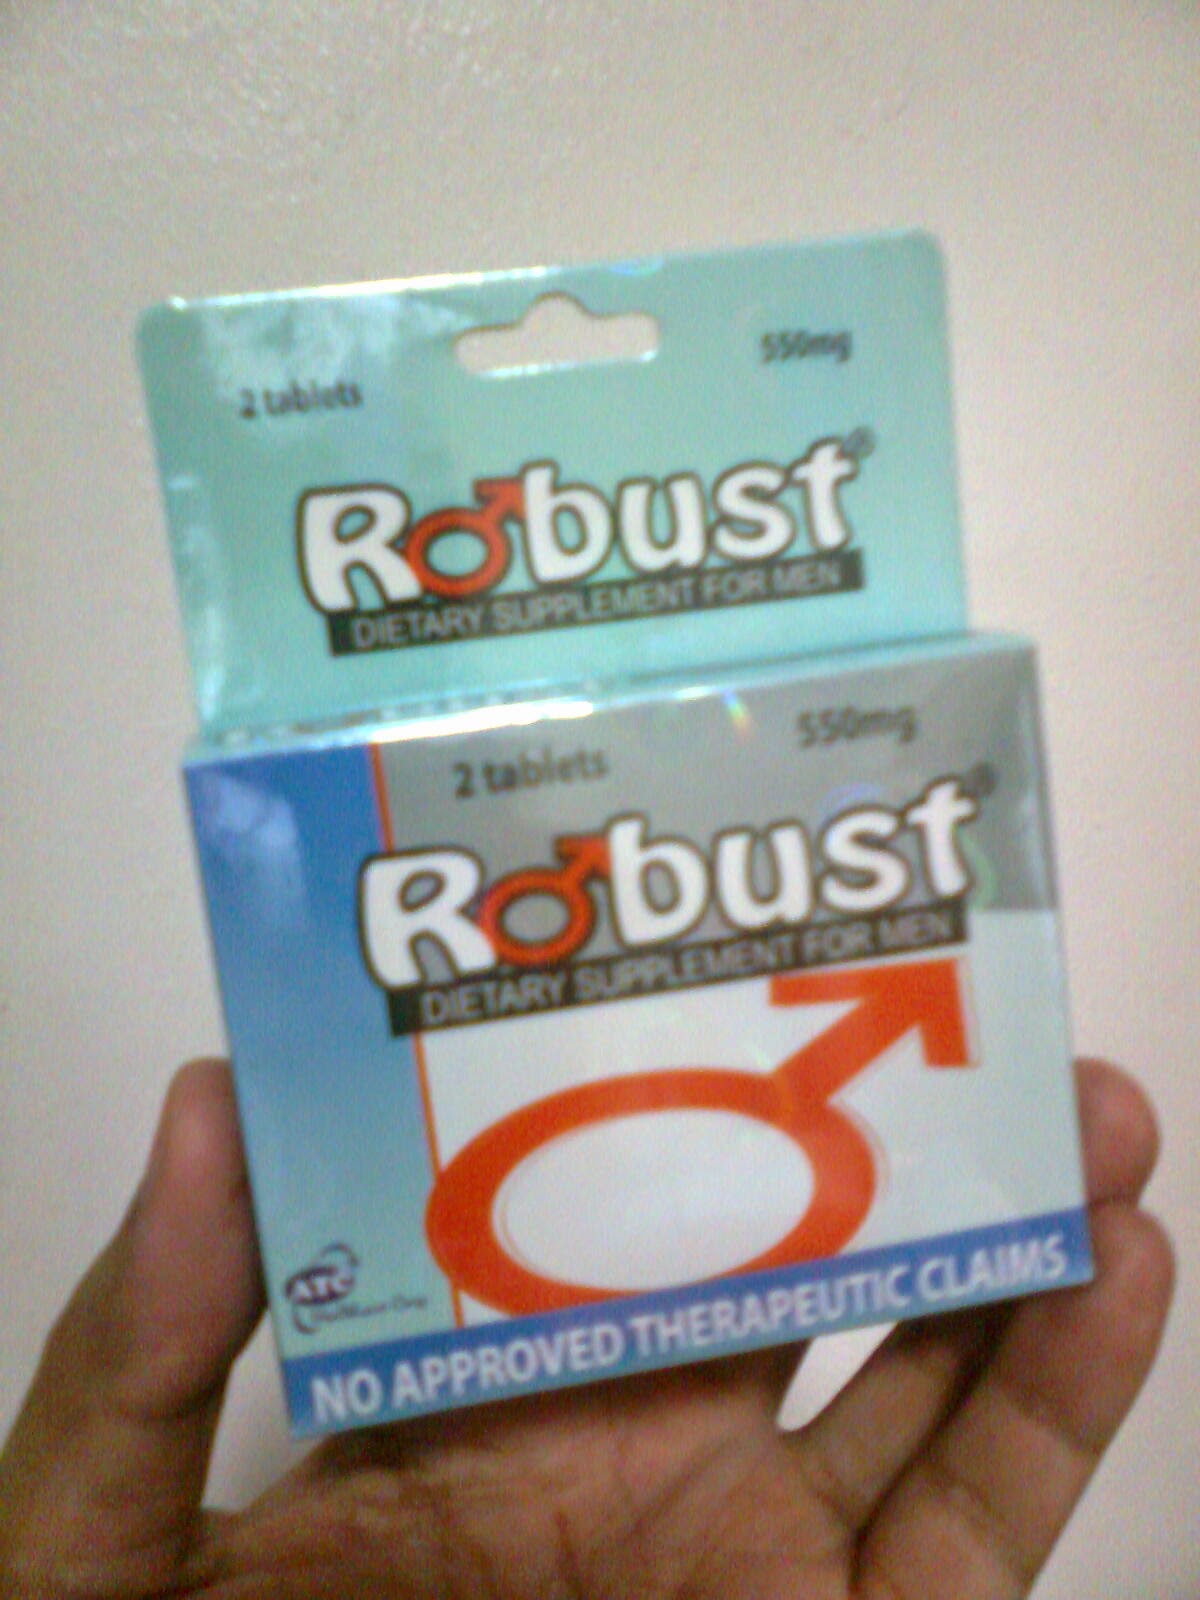 2 tablets 550mg
Robust®
DIETARY SUPPLEMENT FOR MEN
2 tablets 550mg
Robust®
DIETARY SUPPLEMENT FOR MEN
ATC
NO APPROVED THERAPEUTIC CLAIMS